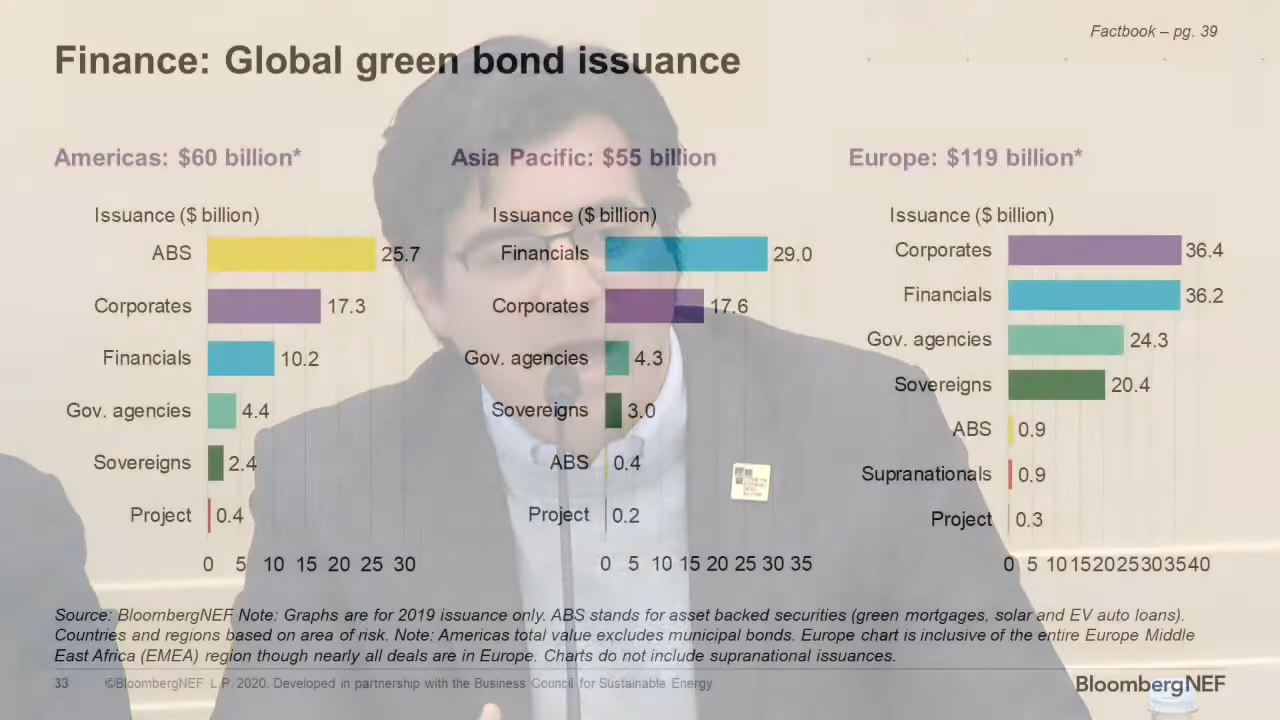 Factbook – pg. 39
Finance: Global green bond issuance
Americas: $60 billion*
Issuance ($ billion)
ABS 25.7
Corporates 17.3
Financials 10.2
Gov. agencies 4.4
Sovereigns 2.4
Project 0.4
0 5 10 15 20 25 30
Asia Pacific: $55 billion
Issuance ($ billion)
Financials 29.0
Corporates 17.6
Gov. agencies 4.3
Sovereigns 3.0
ABS 0.4
Project 0.2
0 5 10 15 20 25 30 35
Europe: $119 billion*
Issuance ($ billion)
Corporates 36.4
Financials 36.2
Gov. agencies 24.3
Sovereigns 20.4
ABS 0.9
Supranationals 0.9
Project 0.3
0 5 10 15 20 25 30 35 40
Source: BloombergNEF Note: Graphs are for 2019 issuance only. ABS stands for asset backed securities (green mortgages, solar and EV auto loans).
Countries and regions based on area of risk. Note: Americas total value excludes municipal bonds. Europe chart is inclusive of the entire Europe Middle
East Africa (EMEA) region though nearly all deals are in Europe. Charts do not include supranational issuances.
33 ©BloombergNEF L.P. 2020. Developed in partnership with the Business Council for Sustainable Energy
BloombergNEF